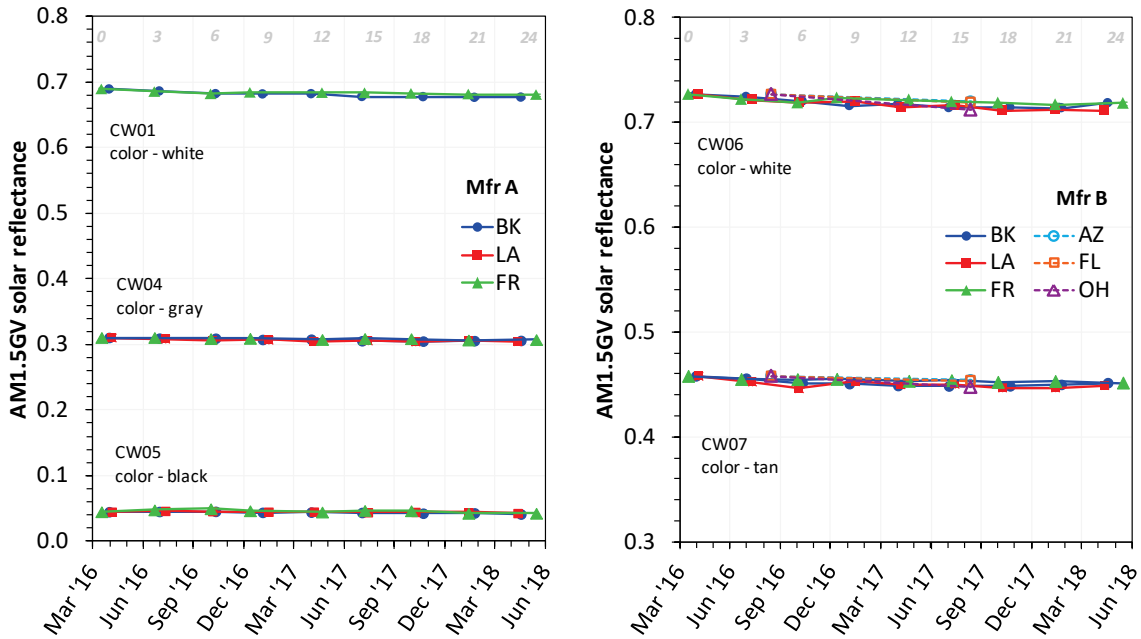 AM1.5GV solar reflectance
0.8
0.7
0.6
0.5
0.4
0.3
0.2
0.1
0.0
0 3 6 9 12 15 18 21 24
CW01
color - white
Mfr A
BK
LA
FR
CW04
color - gray
CW05
color - black
Mar '16
Jun '16
Sep '16
Dec '16
Mar '17
Jun '17
Sep '17
Dec '17
Mar '18
Jun '18
AM1.5GV solar reflectance
0.8
0.7
0.6
0.5
0.4
0.3
0 3 6 9 12 15 18 21 24
CW06
color - white
Mfr B
BK AZ
LA FL
FR OH
CW07
color - tan
Mar '16
Jun '16
Sep '16
Dec '16
Mar '17
Jun '17
Sep '17
Dec '17
Mar '18
Jun '18